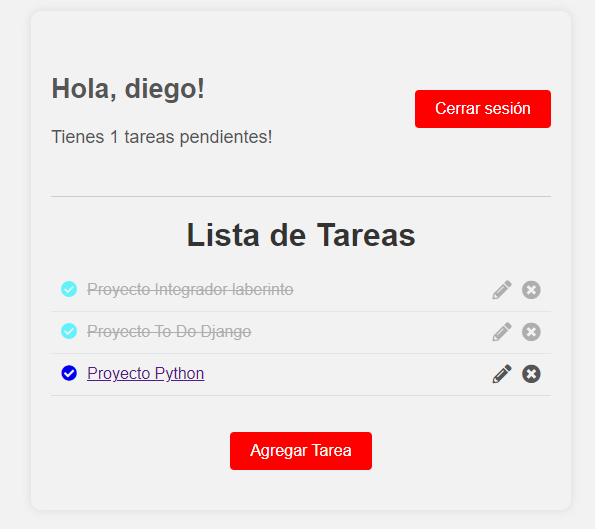 Hola, diego!
Cerrar sesión
Tienes 1 tareas pendientes!
Lista de Tareas
Proyecto Integrador laberinto
Proyecto To Do Django
Proyecto Python
Agregar Tarea